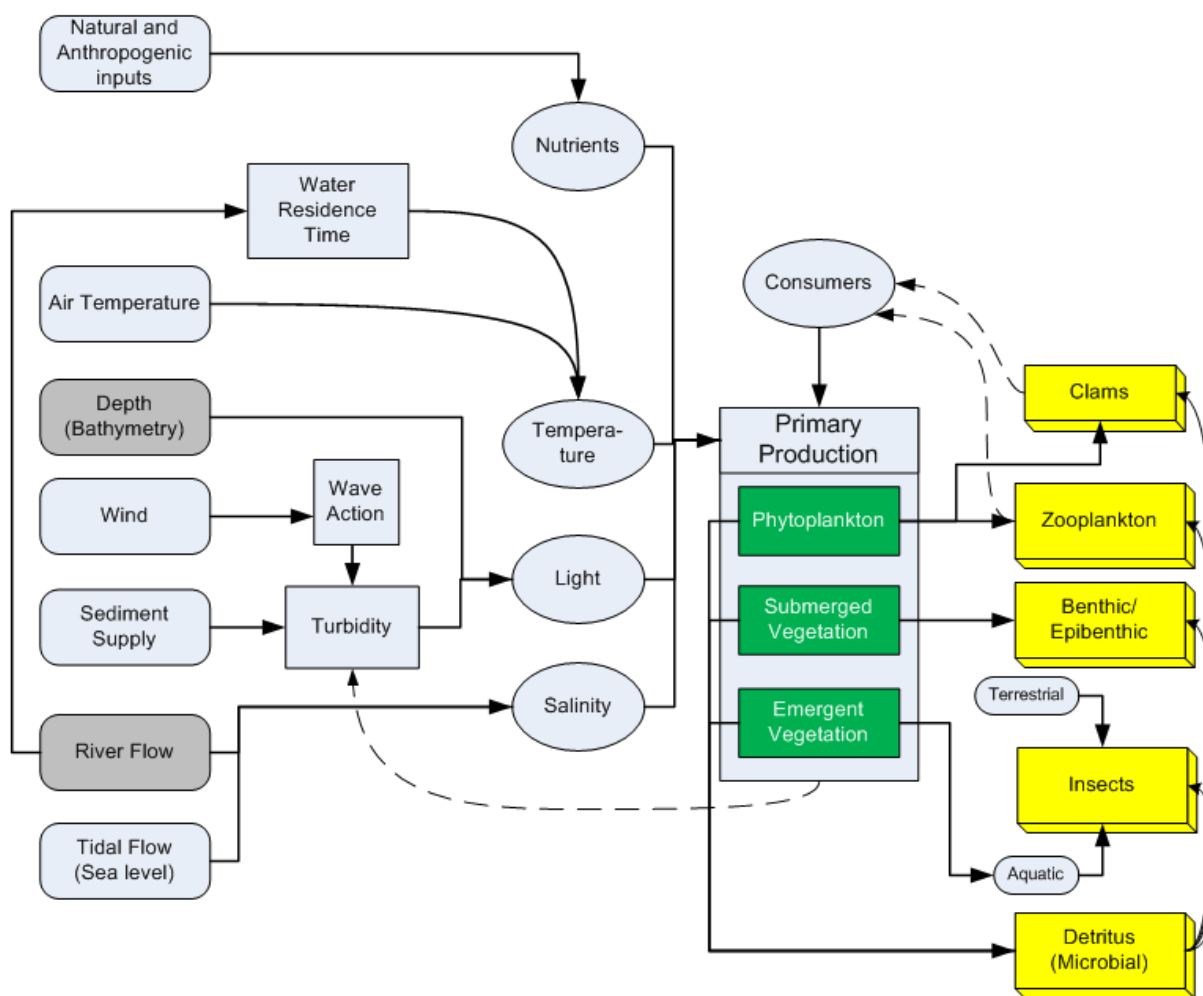 Natural and
Anthropogenic
inputs
Nutrients
Water
Residence
Time
Air Temperature
Consumers
Depth
(Bathymetry)
Tempera-
ture
Primary
Production
Clams
Wind
Wave
Action
Phytoplankton
Zooplankton
Sediment
Supply
Turbidity
Light
Submerged
Vegetation
Benthic/
Epibenthic
Terrestrial
River Flow
Salinity
Emergent
Vegetation
Insects
Tidal Flow
(Sea level)
Aquatic
Detritus
(Microbial)